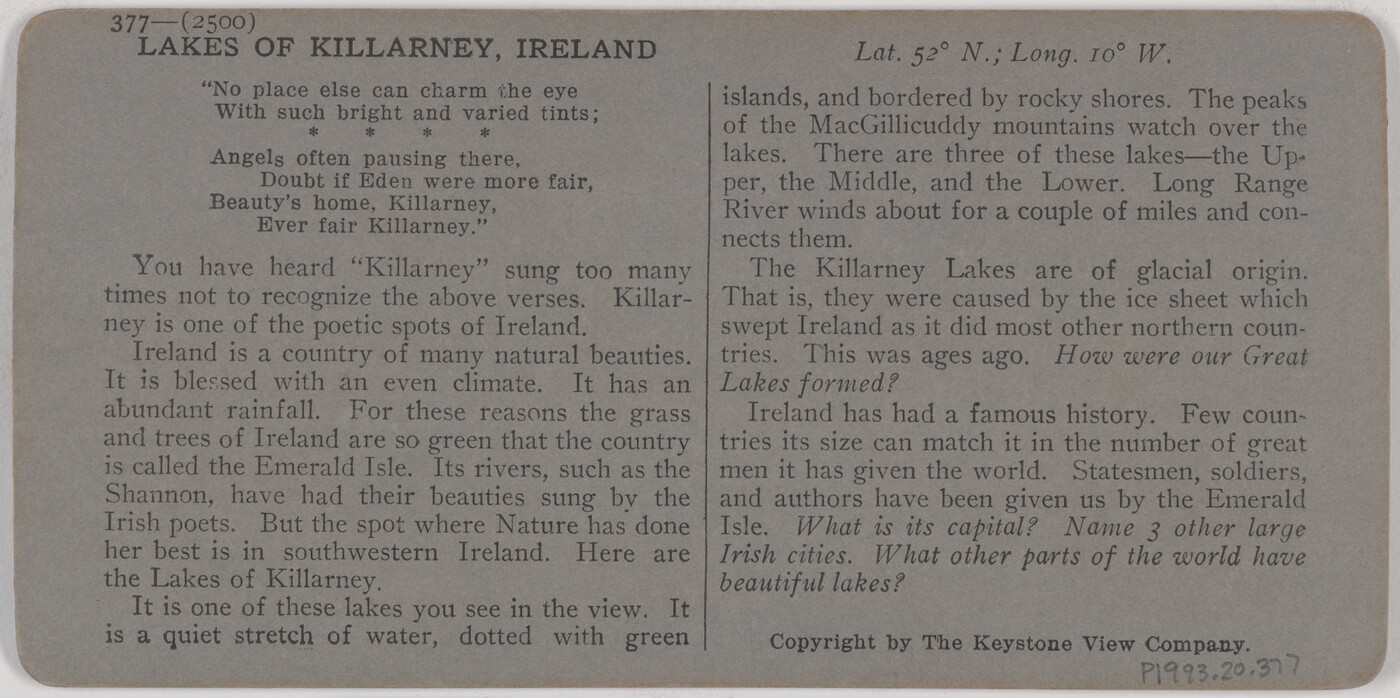 377—(2500)
LAKES OF KILLARNEY, IRELAND
"No place else can charm the eye
With such bright and varied tints;
* * * *
Angels often pausing there,
Doubt if Eden were more fair,
Beauty's home, Killarney,
Ever fair Killarney."
You have heard "Killarney" sung too many
times not to recognize the above verses. Killar-
ney is one of the poetic spots of Ireland.
Ireland is a country of many natural beauties.
It is blessed with an even climate. It has an
abundant rainfall. For these reasons the grass
and trees of Ireland are so green that the country
is called the Emerald Isle. Its rivers, such as the
Shannon, have had their beauties sung by the
Irish poets. But the spot where Nature has done
her best is in southwestern Ireland. Here are
the Lakes of Killarney.
It is one of these lakes you see in the view. It
is a quiet stretch of water, dotted with green
Lat. 52° N.; Long. 10° W.
islands, and bordered by rocky shores. The peaks
of the MacGillicuddy mountains watch over the
lakes. There are three of these lakes—the Up-
per, the Middle, and the Lower. Long Range
River winds about for a couple of miles and con-
nects them.
The Killarney Lakes are of glacial origin.
That is, they were caused by the ice sheet which
swept Ireland as it did most other northern coun-
tries. This was ages ago. How were our Great
Lakes formed?
Ireland has had a famous history. Few coun-
tries its size can match it in the number of great
men it has given the world. Statesmen, soldiers,
and authors have been given us by the Emerald
Isle. What is its capital? Name 3 other large
Irish cities. What other parts of the world have
beautiful lakes?
Copyright by The Keystone View Company.
P1993.20.377